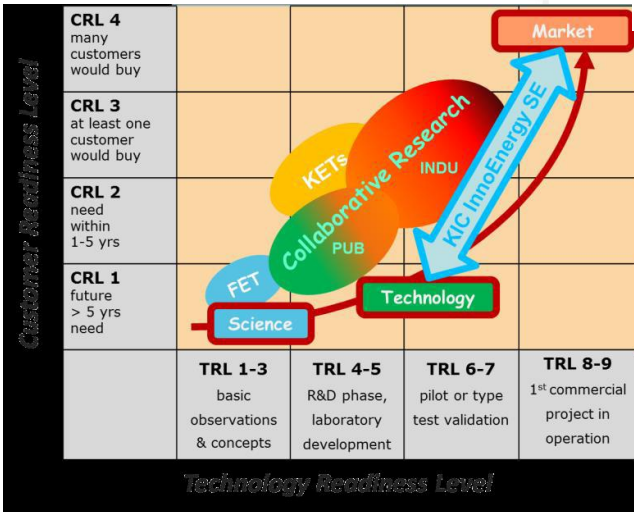 Customer Readiness Level
CRL 4
many
customers
would buy
CRL 3
at least one
customer
would buy
CRL 2
need
within
1-5 yrs
CRL 1
future
> 5 yrs
need
Market
KIC InnoEnergy SE
Collaborative Research
KETs
INDU
PUB
FET
Technology
Science
TRL 1-3
basic
observations
& concepts
TRL 4-5
R&D phase,
laboratory
development
TRL 6-7
pilot or type
test validation
TRL 8-9
1st commercial
project in
operation
Technology Readiness Level